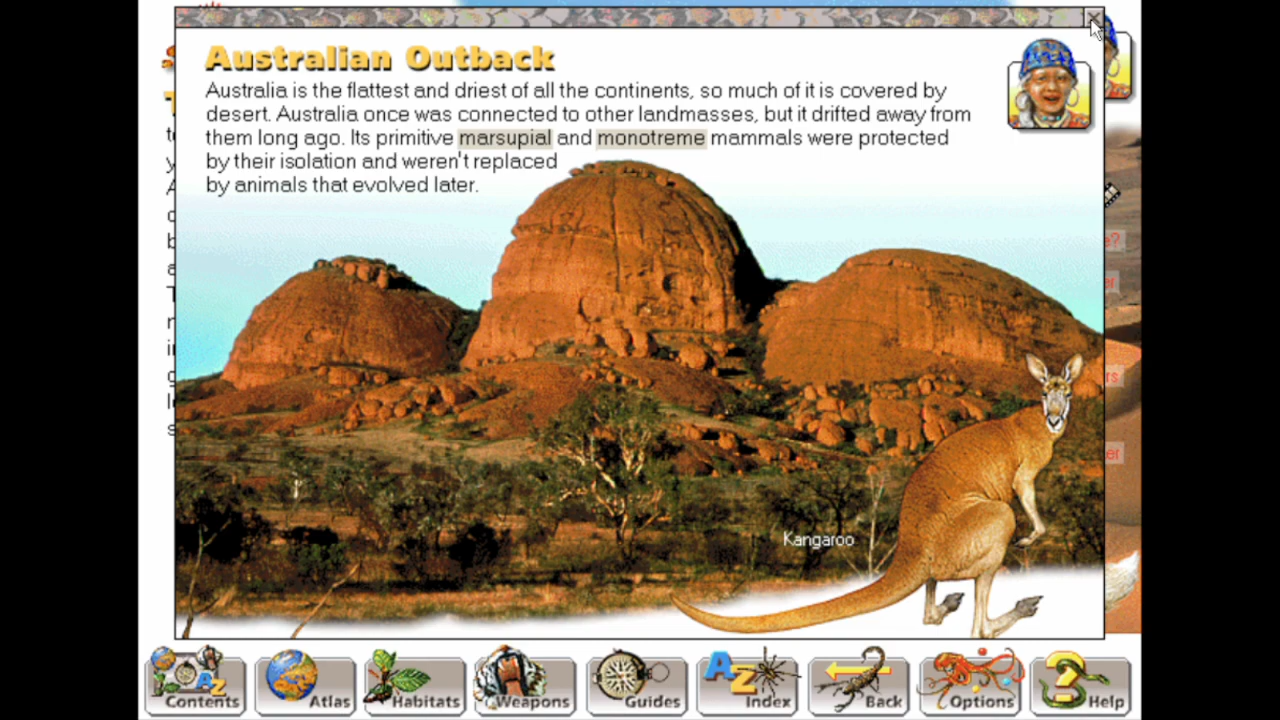 Australian Outback
Australia is the flattest and driest of all the continents, so much of it is covered by
desert. Australia once was connected to other landmasses, but it drifted away from
them long ago. Its primitive marsupial and monotreme mammals were protected
by their isolation and weren't replaced
by animals that evolved later.
Kangaroo
Contents
Atlas
Habitats
Weapons
Guides
Index
Back
Options
Help